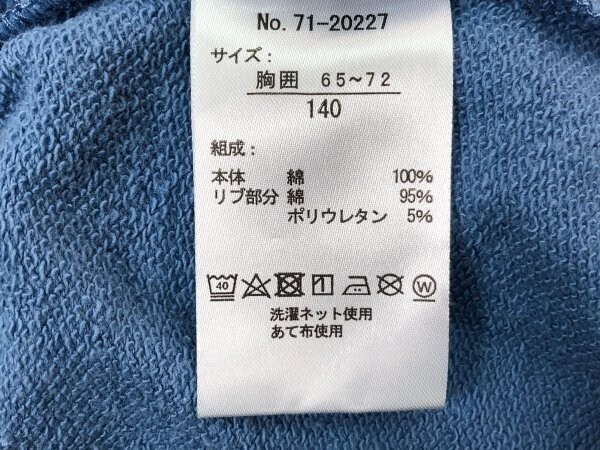 No. 71-20227
サイズ：
胸囲 65~72
140
組成：
本体 綿 100%
リブ部分 綿 95%
ポリウレタン 5%
40 W
洗濯ネット使用
あて布使用